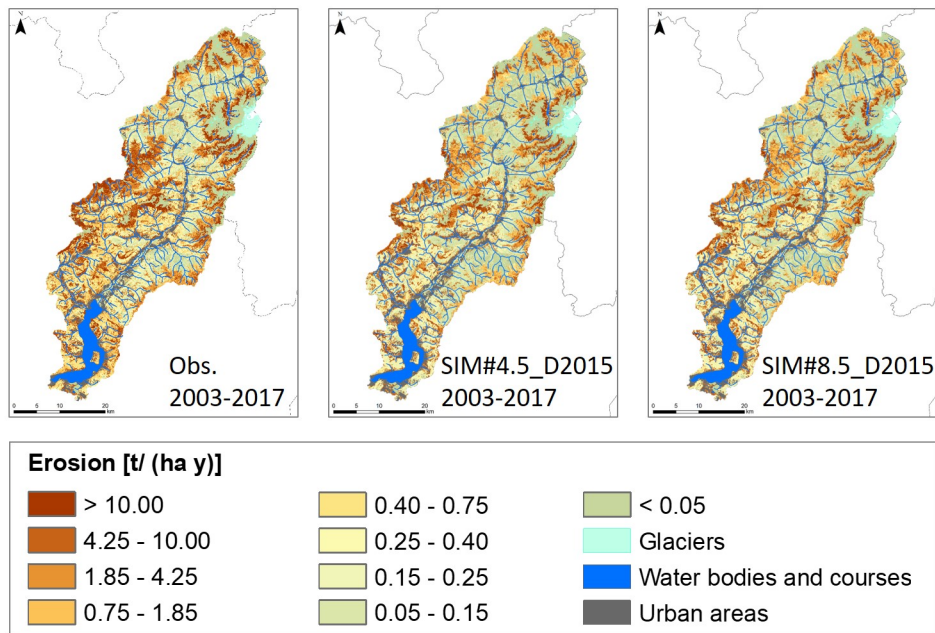 N
N
N
Obs.
2003-2017
SIM#4.5_D2015
2003-2017
SIM#8.5_D2015
2003-2017
0 5 10 20 km
0 5 10 20 km
0 5 10 20 km
Erosion [t/ (ha y)]
> 10.00
4.25 - 10.00
1.85 - 4.25
0.75 - 1.85
0.40 - 0.75
0.25 - 0.40
0.15 - 0.25
0.05 - 0.15
< 0.05
Glaciers
Water bodies and courses
Urban areas